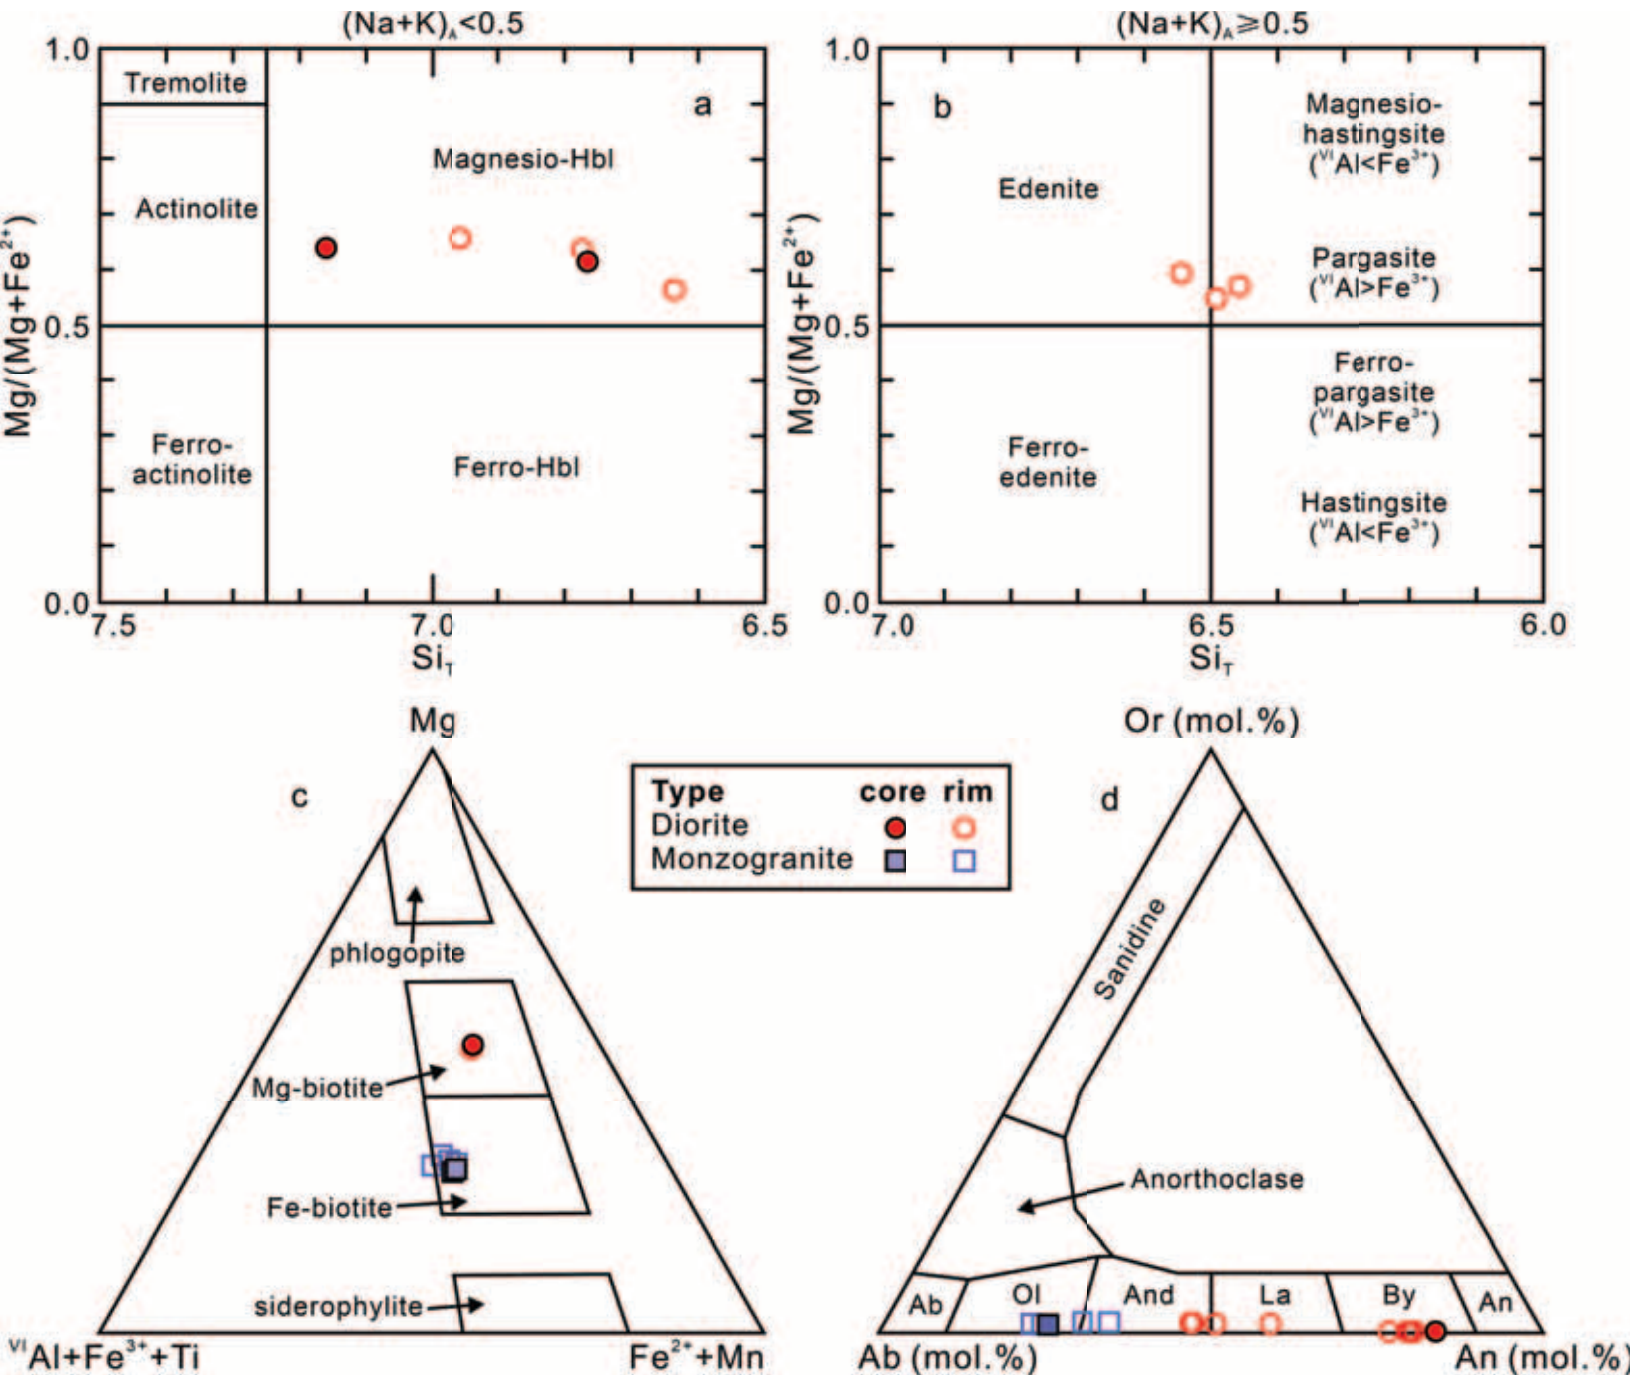 (Na+K)ₐ<0.5
1.0
Tremolite
a
Magnesio-Hbl
Actinolite
Mg/(Mg+Fe²⁺)
0.5
Ferro-
actinolite
Ferro-Hbl
0.0
7.5
7.0
6.5
Siₜ
(Na+K)ₐ⩾0.5
1.0
b
Magnesio-
hastingsite
(ⱽᴵAl<Fe³⁺)
Edenite
Pargasite
(ⱽᴵAl>Fe³⁺)
Mg/(Mg+Fe²⁺)
0.5
Ferro-
pargasite
(ⱽᴵAl>Fe³⁺)
Ferro-
edenite
Hastingsite
(ⱽᴵAl<Fe³⁺)
0.0
7.0
6.5
6.0
Siₜ
Mg
c
phlogopite
Mg-biotite
Fe-biotite
siderophylite
ⱽᴵAl+Fe³⁺+Ti
Fe²⁺+Mn
Type core rim
Diorite
Monzogranite
Or (mol.%)
d
Sanidine
Anorthoclase
Ab
Ol
And
La
By
An
Ab (mol.%)
An (mol.%)